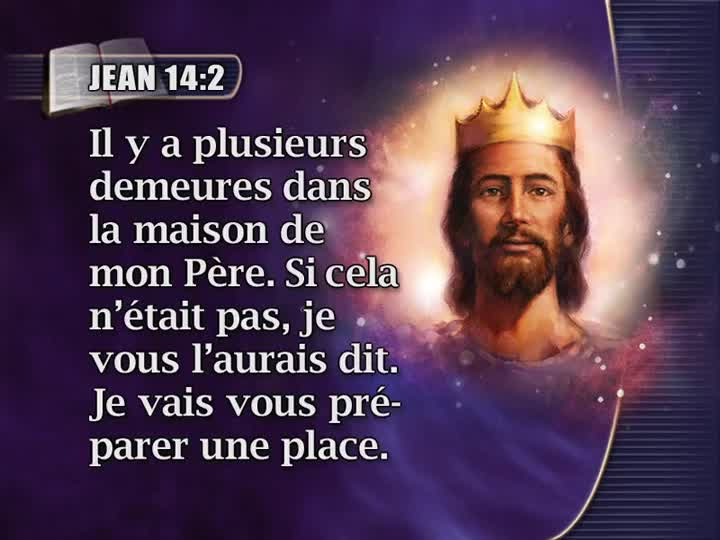 JEAN 14:2
Il y a plusieurs
demeures dans
la maison de
mon Père. Si cela
n’était pas, je
vous l’aurais dit.
Je vais vous pré-
parer une place.